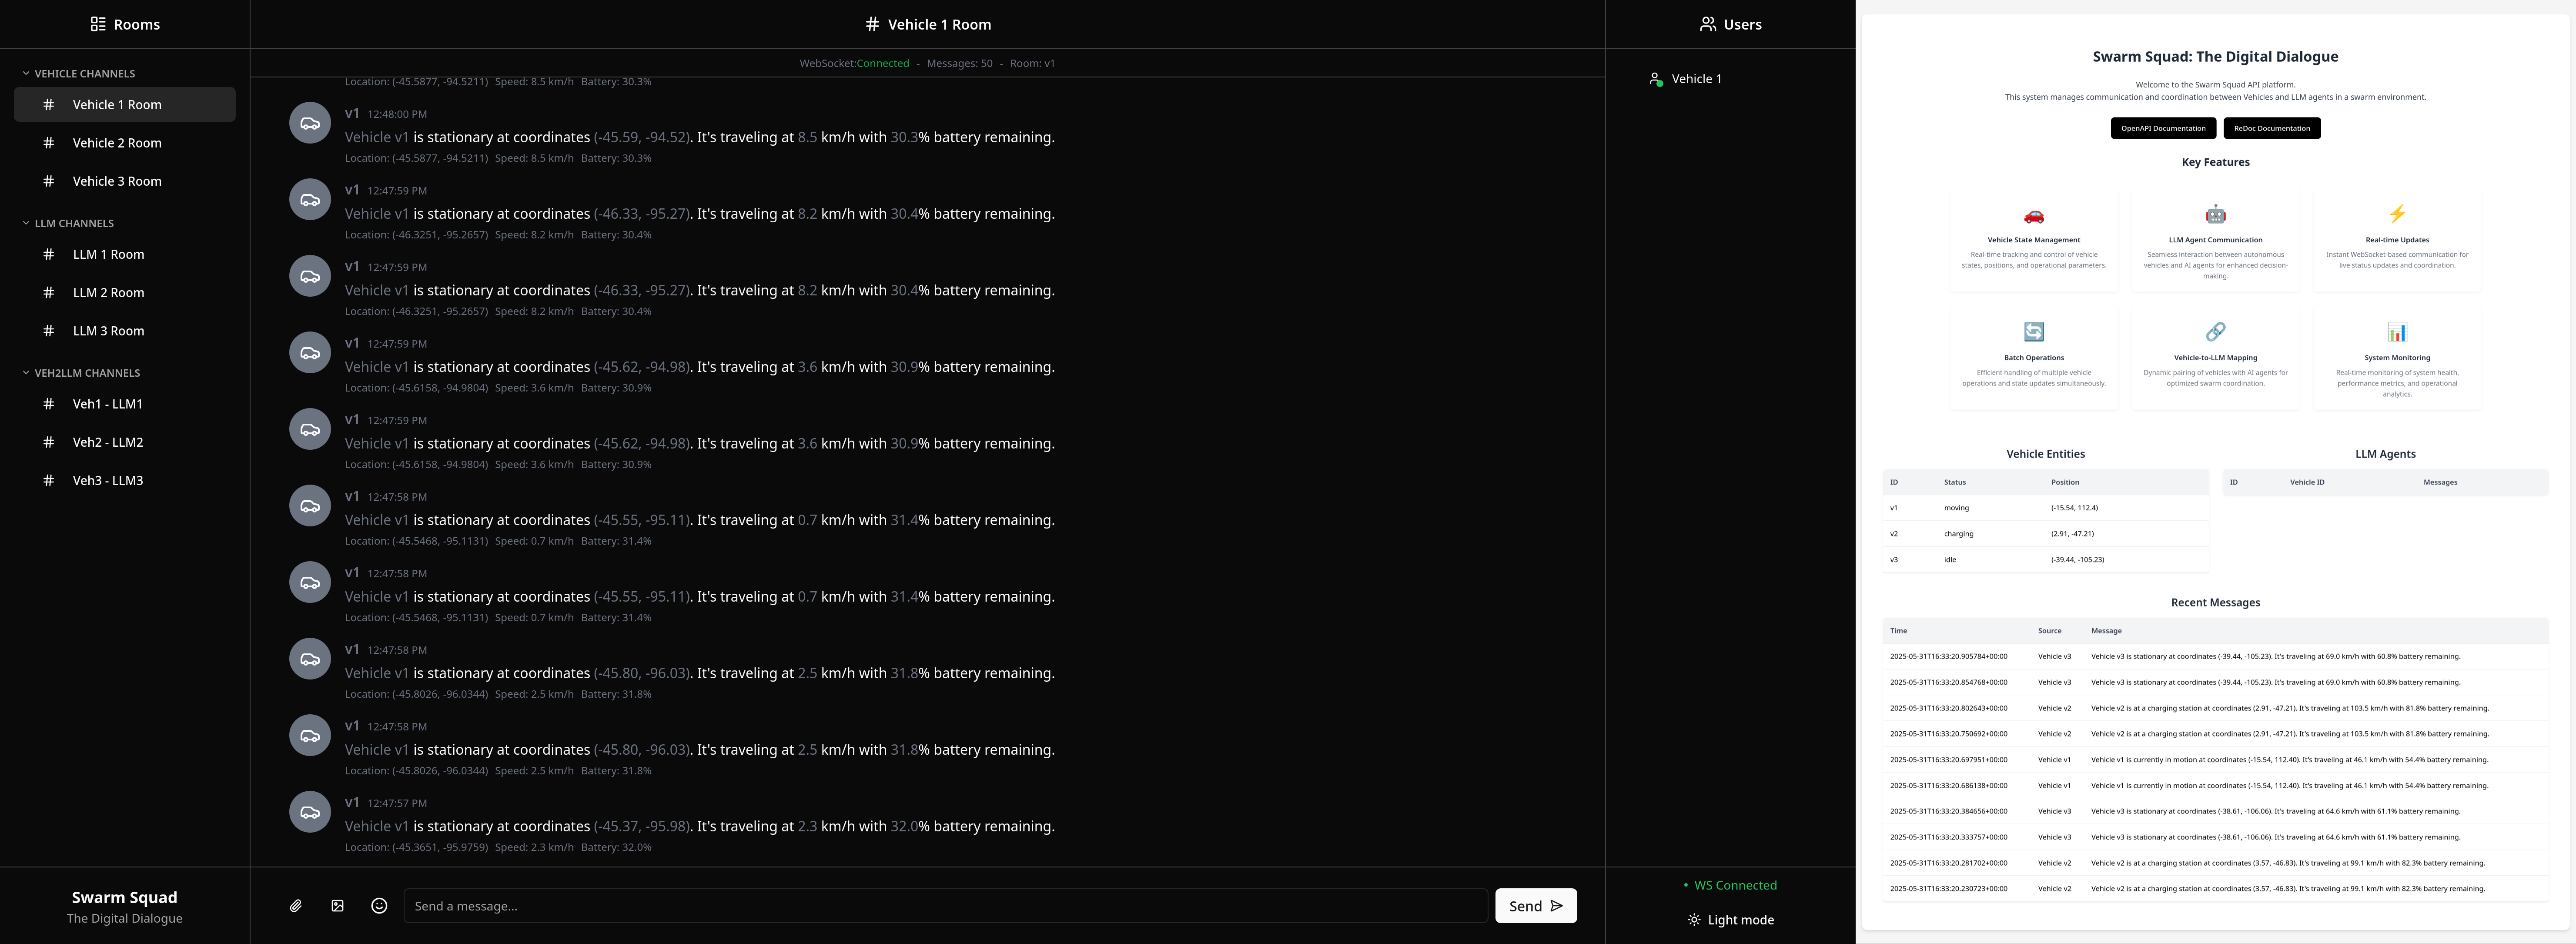 Rooms
VEHICLE CHANNELS
# Vehicle 1 Room
# Vehicle 2 Room
# Vehicle 3 Room
LLM CHANNELS
# LLM 1 Room
# LLM 2 Room
# LLM 3 Room
VEH2LLM CHANNELS
# Veh1 - LLM1
# Veh2 - LLM2
# Veh3 - LLM3
Swarm Squad
The Digital Dialogue
# Vehicle 1 Room
WebSocket:Connected - Messages: 50 - Room: v1
Location: (-45.5877, -94.5211) Speed: 8.5 km/h Battery: 30.3%
v1 12:48:00 PM
Vehicle v1 is stationary at coordinates (-45.59, -94.52). It's traveling at 8.5 km/h with 30.3% battery remaining.
Location: (-45.5877, -94.5211) Speed: 8.5 km/h Battery: 30.3%
v1 12:47:59 PM
Vehicle v1 is stationary at coordinates (-46.33, -95.27). It's traveling at 8.2 km/h with 30.4% battery remaining.
Location: (-46.3251, -95.2657) Speed: 8.2 km/h Battery: 30.4%
v1 12:47:59 PM
Vehicle v1 is stationary at coordinates (-46.33, -95.27). It's traveling at 8.2 km/h with 30.4% battery remaining.
Location: (-46.3251, -95.2657) Speed: 8.2 km/h Battery: 30.4%
v1 12:47:59 PM
Vehicle v1 is stationary at coordinates (-45.62, -94.98). It's traveling at 3.6 km/h with 30.9% battery remaining.
Location: (-45.6158, -94.9804) Speed: 3.6 km/h Battery: 30.9%
v1 12:47:59 PM
Vehicle v1 is stationary at coordinates (-45.62, -94.98). It's traveling at 3.6 km/h with 30.9% battery remaining.
Location: (-45.6158, -94.9804) Speed: 3.6 km/h Battery: 30.9%
v1 12:47:58 PM
Vehicle v1 is stationary at coordinates (-45.55, -95.11). It's traveling at 0.7 km/h with 31.4% battery remaining.
Location: (-45.5468, -95.1131) Speed: 0.7 km/h Battery: 31.4%
v1 12:47:58 PM
Vehicle v1 is stationary at coordinates (-45.55, -95.11). It's traveling at 0.7 km/h with 31.4% battery remaining.
Location: (-45.5468, -95.1131) Speed: 0.7 km/h Battery: 31.4%
v1 12:47:58 PM
Vehicle v1 is stationary at coordinates (-45.80, -96.03). It's traveling at 2.5 km/h with 31.8% battery remaining.
Location: (-45.8026, -96.0344) Speed: 2.5 km/h Battery: 31.8%
v1 12:47:58 PM
Vehicle v1 is stationary at coordinates (-45.80, -96.03). It's traveling at 2.5 km/h with 31.8% battery remaining.
Location: (-45.8026, -96.0344) Speed: 2.5 km/h Battery: 31.8%
v1 12:47:57 PM
Vehicle v1 is stationary at coordinates (-45.37, -95.98). It's traveling at 2.3 km/h with 32.0% battery remaining.
Location: (-45.3651, -95.9759) Speed: 2.3 km/h Battery: 32.0%
Send a message...
Send
Users
Vehicle 1
• WS Connected
Light mode
Swarm Squad: The Digital Dialogue
Welcome to the Swarm Squad API platform.
This system manages communication and coordination between Vehicles and LLM agents in a swarm environment.
OpenAPI Documentation
ReDoc Documentation
Key Features
Vehicle State Management
Real-time tracking and control of vehicle
states, positions, and operational parameters.
LLM Agent Communication
Seamless interaction between autonomous
vehicles and AI agents for enhanced decision-
making.
Real-time Updates
Instant WebSocket-based communication for
live status updates and coordination.
Batch Operations
Efficient handling of multiple vehicle
operations and state updates simultaneously.
Vehicle-to-LLM Mapping
Dynamic pairing of vehicles with AI agents for
optimized swarm coordination.
System Monitoring
Real-time monitoring of system health,
performance metrics, and operational
analytics.
Vehicle Entities
ID Status Position
v1 moving (-15.54, 112.4)
v2 charging (2.91, -47.21)
v3 idle (-39.44, -105.23)
LLM Agents
ID Vehicle ID Messages
Recent Messages
Time Source Message
2025-05-31T16:33:20.905784+00:00 Vehicle v3 Vehicle v3 is stationary at coordinates (-39.44, -105.23). It's traveling at 69.0 km/h with 60.8% battery remaining.
2025-05-31T16:33:20.854768+00:00 Vehicle v3 Vehicle v3 is stationary at coordinates (-39.44, -105.23). It's traveling at 69.0 km/h with 60.8% battery remaining.
2025-05-31T16:33:20.802643+00:00 Vehicle v2 Vehicle v2 is at a charging station at coordinates (2.91, -47.21). It's traveling at 103.5 km/h with 81.8% battery remaining.
2025-05-31T16:33:20.750692+00:00 Vehicle v2 Vehicle v2 is at a charging station at coordinates (2.91, -47.21). It's traveling at 103.5 km/h with 81.8% battery remaining.
2025-05-31T16:33:20.697951+00:00 Vehicle v1 Vehicle v1 is currently in motion at coordinates (-15.54, 112.40). It's traveling at 46.1 km/h with 54.4% battery remaining.
2025-05-31T16:33:20.686138+00:00 Vehicle v1 Vehicle v1 is currently in motion at coordinates (-15.54, 112.40). It's traveling at 46.1 km/h with 54.4% battery remaining.
2025-05-31T16:33:20.384656+00:00 Vehicle v3 Vehicle v3 is stationary at coordinates (-38.61, -106.06). It's traveling at 64.6 km/h with 61.1% battery remaining.
2025-05-31T16:33:20.333757+00:00 Vehicle v3 Vehicle v3 is stationary at coordinates (-38.61, -106.06). It's traveling at 64.6 km/h with 61.1% battery remaining.
2025-05-31T16:33:20.281702+00:00 Vehicle v2 Vehicle v2 is at a charging station at coordinates (3.57, -46.83). It's traveling at 99.1 km/h with 82.3% battery remaining.
2025-05-31T16:33:20.230723+00:00 Vehicle v2 Vehicle v2 is at a charging station at coordinates (3.57, -46.83). It's traveling at 99.1 km/h with 82.3% battery remaining.